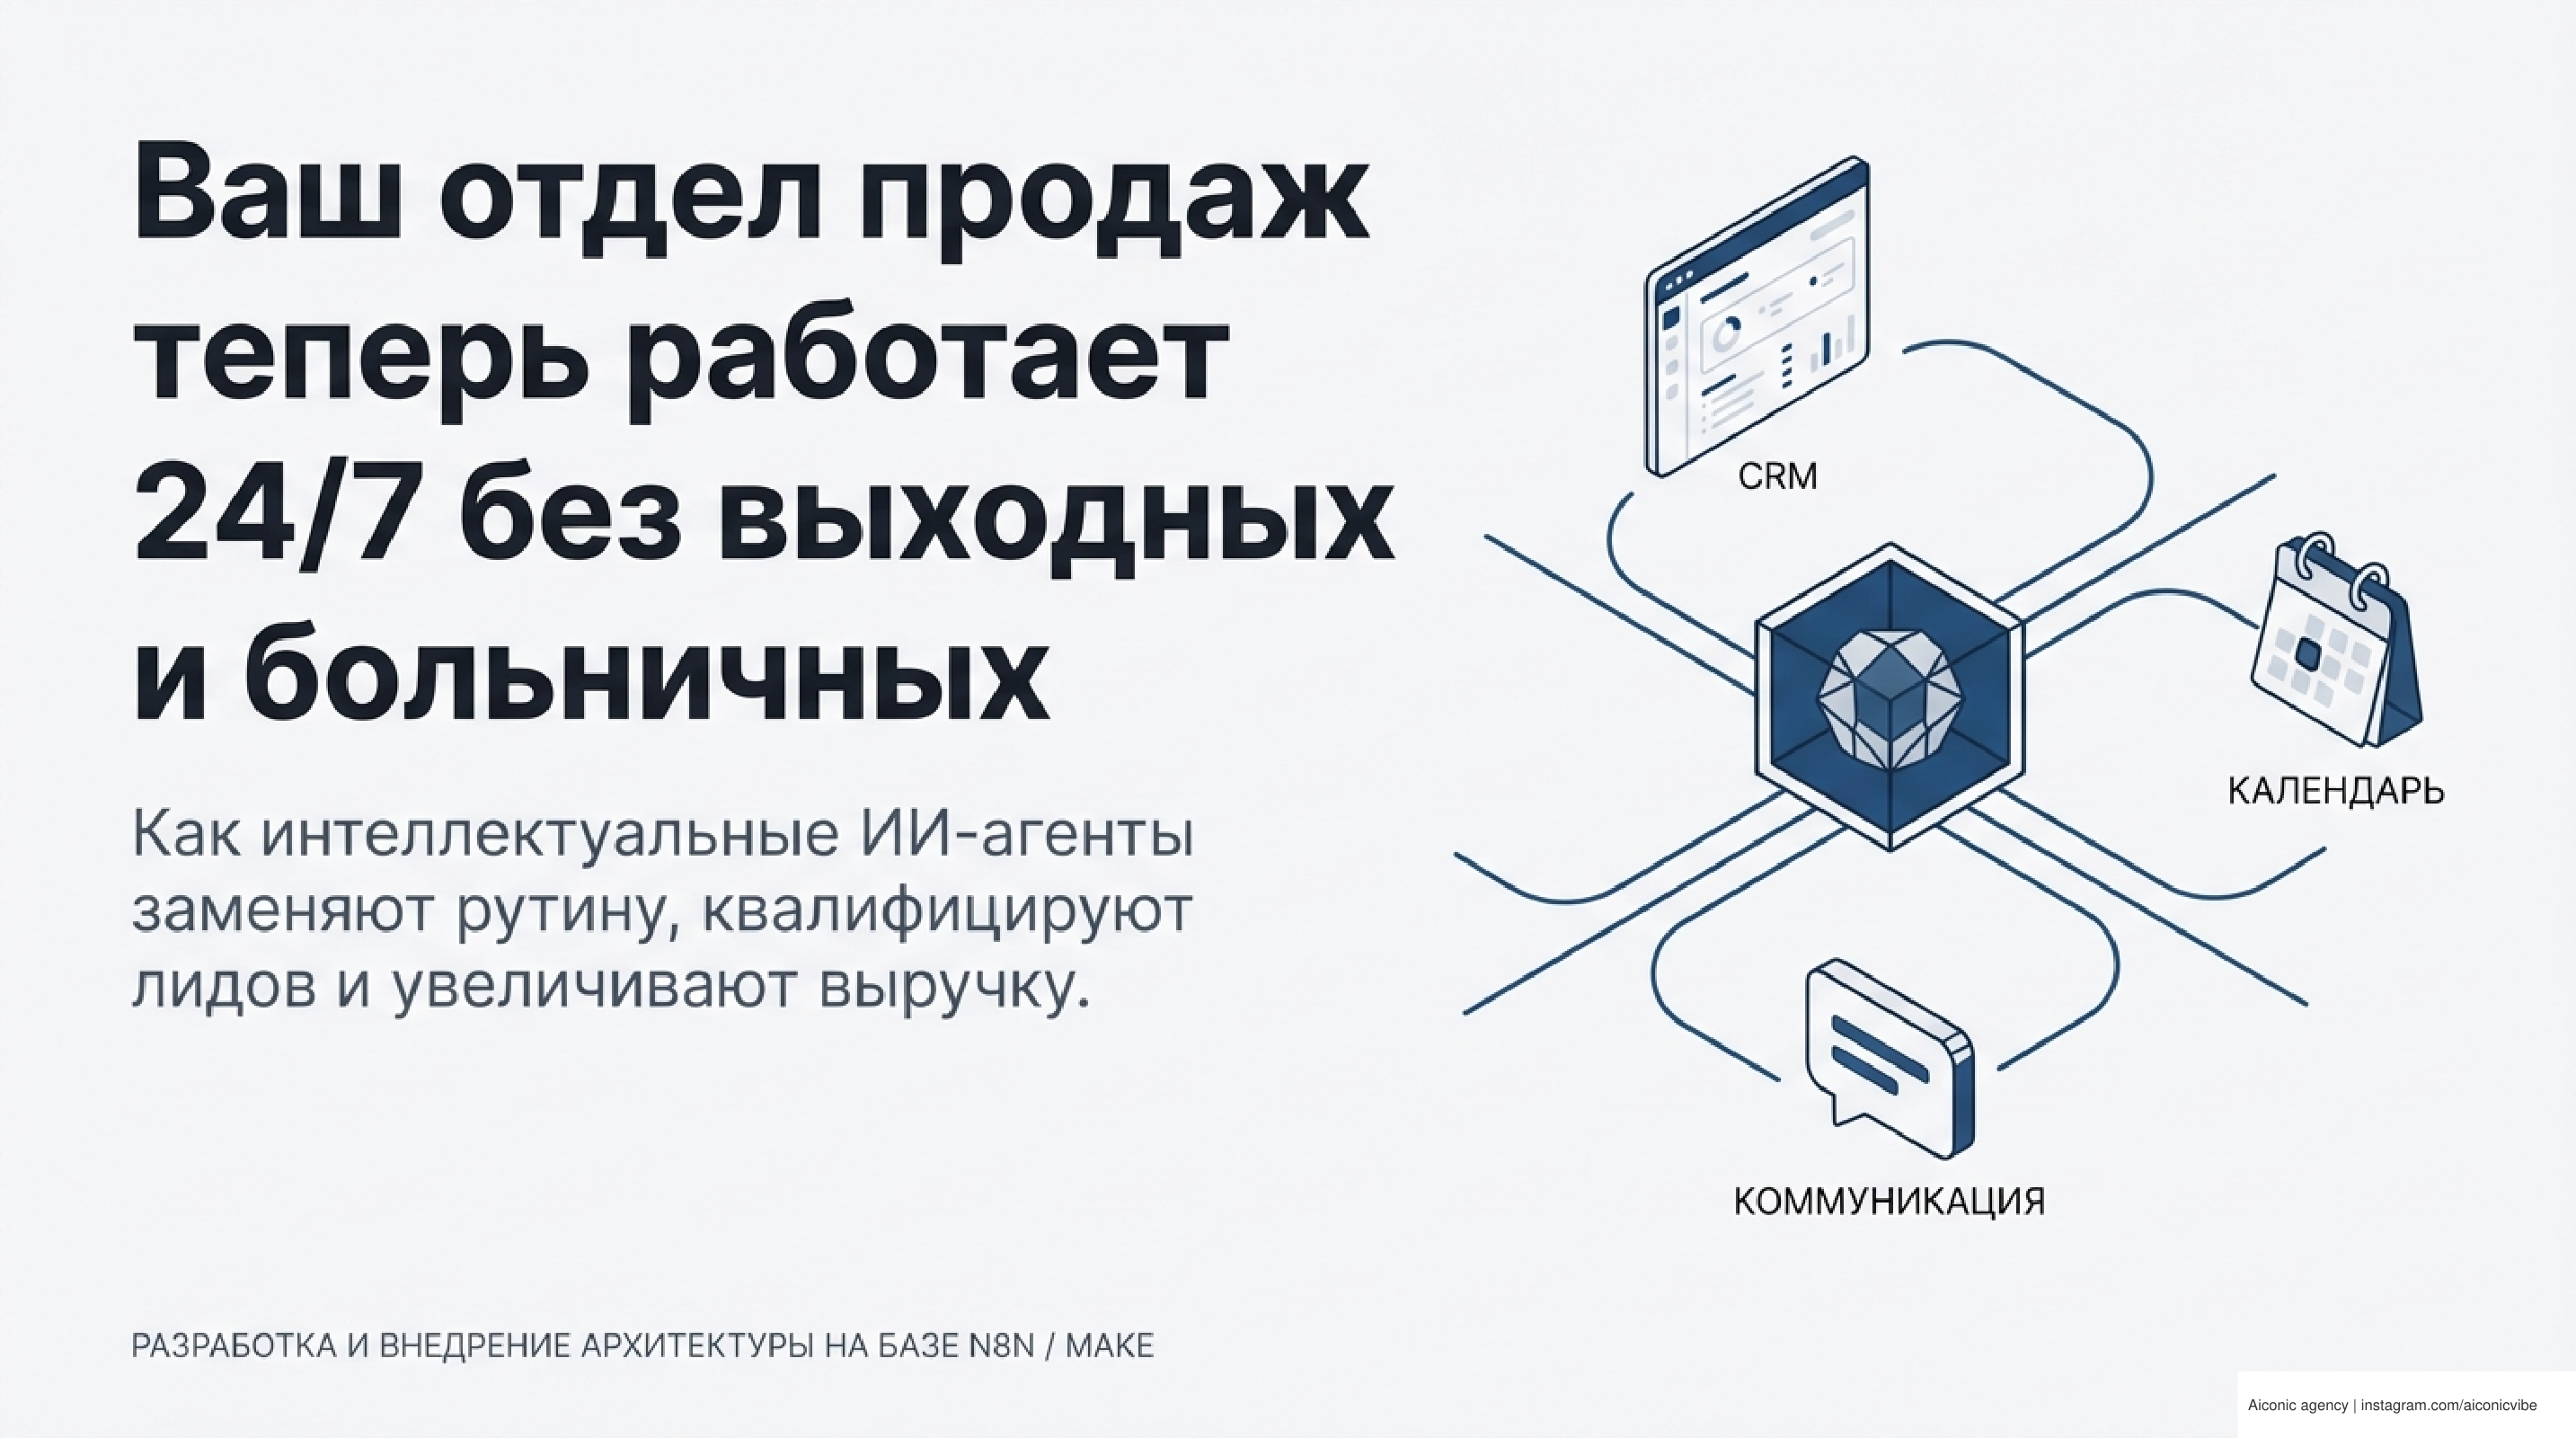 Ваш отдел продаж
теперь работает
24/7 без выходных
и больничных
Как интеллектуальные ИИ-агенты
заменяют рутину, квалифицируют
лидов и увеличивают выручку.
CRM
КАЛЕНДАРЬ
КОММУНИКАЦИЯ
РАЗРАБОТКА И ВНЕДРЕНИЕ АРХИТЕКТУРЫ НА БАЗЕ N8N / MAKE
Aiconic agency | instagram.com/aiconicvibe